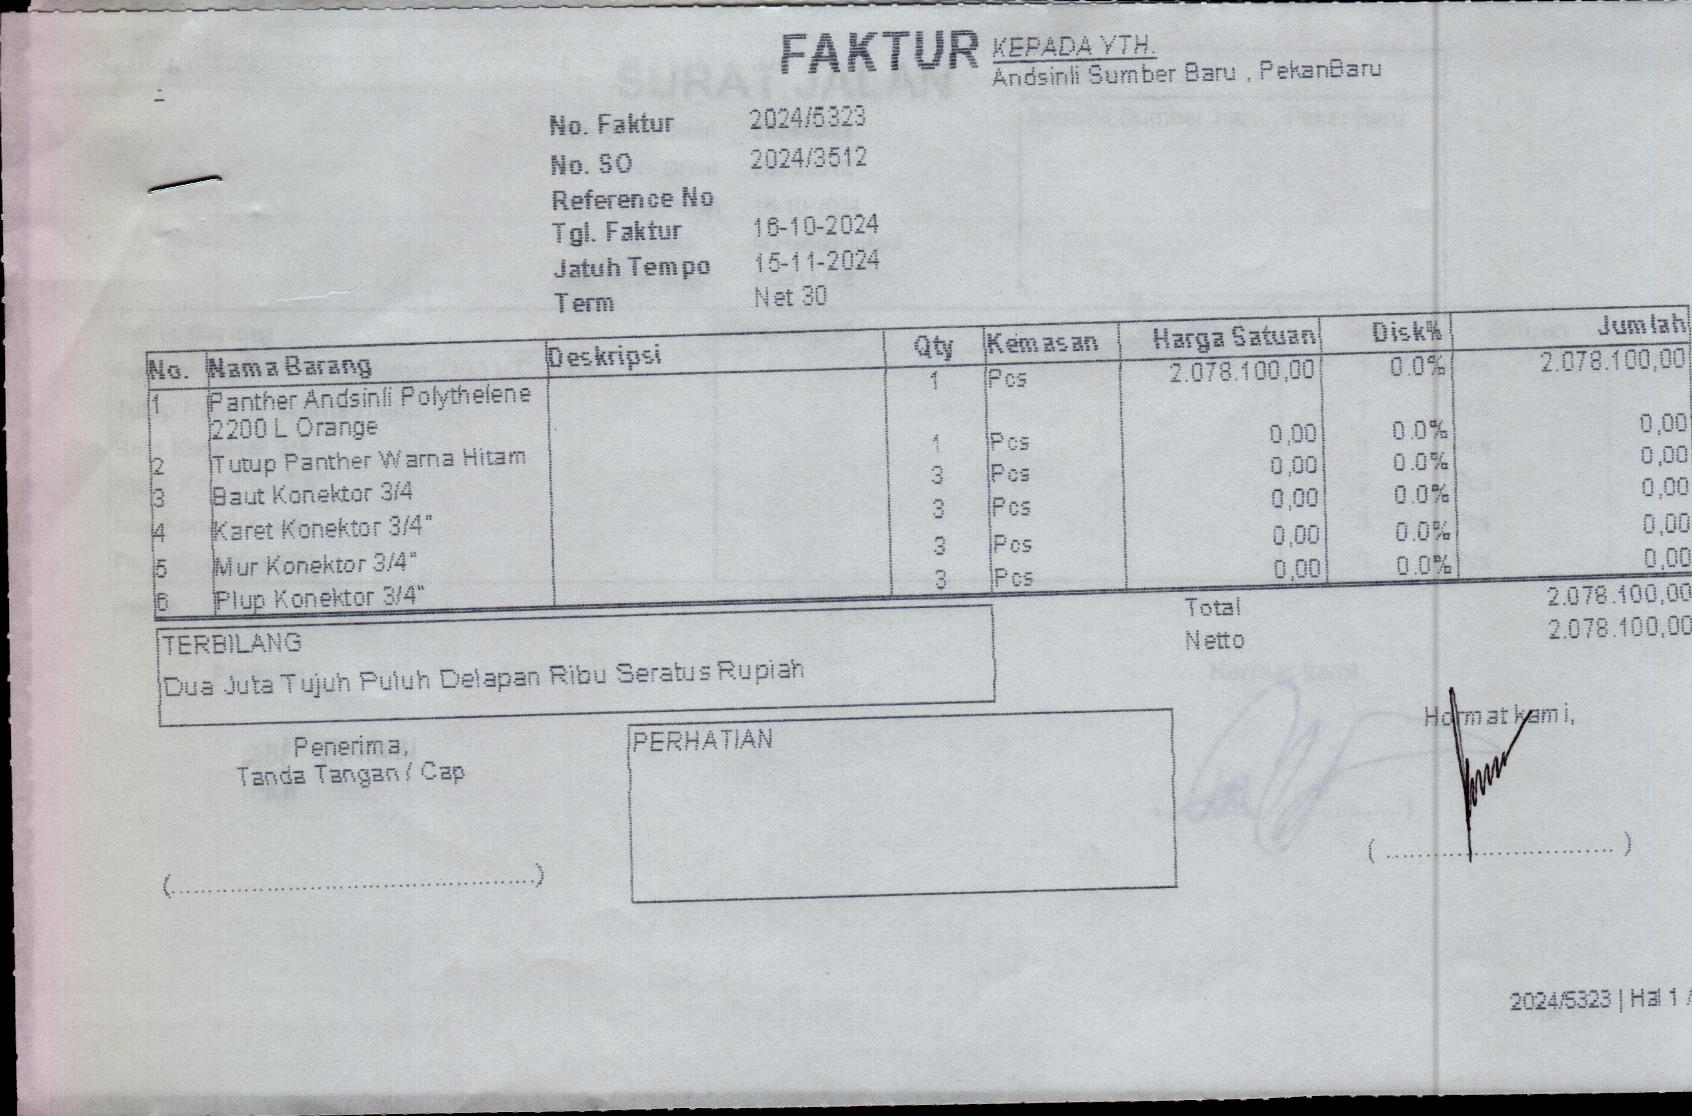 FAKTUR
KEPADA YTH.
Andsinli Sumber Baru , PekanBaru
No. Faktur 2024/5323
No. SO 2024/3512
Reference No
Tgl. Faktur 16-10-2024
Jatuh Tempo 15-11-2024
Term Net 30
No. Nama Barang Deskripsi Qty Kemasan Harga Satuan Disk% Jumlah
1 Panther Andsinli Polythelene 1 Pcs 2.078.100,00 0.0% 2.078.100,00
2200 L Orange
2 Tutup Panther Warna Hitam 1 Pcs 0,00 0.0% 0,00
3 Baut Konektor 3/4 3 Pcs 0,00 0.0% 0,00
4 Karet Konektor 3/4" 3 Pcs 0,00 0.0% 0,00
5 Mur Konektor 3/4" 3 Pcs 0,00 0.0% 0,00
6 Plup Konektor 3/4" 3 Pcs 0,00 0.0% 0,00
Total 2.078.100,00
Netto 2.078.100,00
TERBILANG
Dua Juta Tujuh Puluh Delapan Ribu Seratus Rupiah
Penerima,
Tanda Tangan / Cap
(....................................................)
PERHATIAN
Hormat kami,
( ................................. )
2024/5323 | Hal 1 /